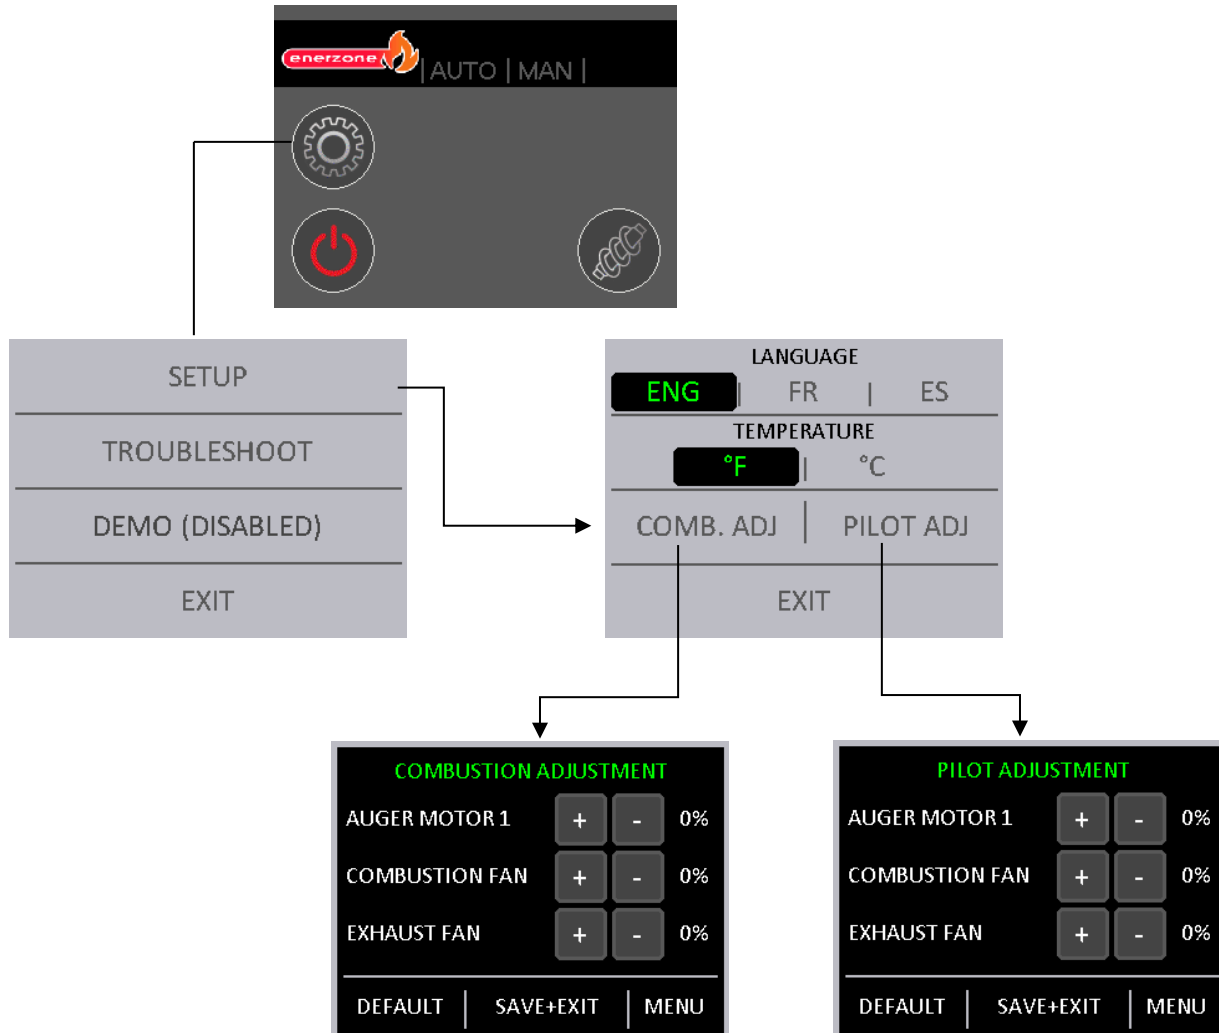 enerzone
| AUTO | MAN |
SETUP
TROUBLESHOOT
DEMO (DISABLED)
EXIT
LANGUAGE
ENG | FR | ES
TEMPERATURE
°F | °C
COMB. ADJ | PILOT ADJ
EXIT
COMBUSTION ADJUSTMENT
AUGER MOTOR 1 + - 0%
COMBUSTION FAN + - 0%
EXHAUST FAN + - 0%
DEFAULT | SAVE+EXIT | MENU
PILOT ADJUSTMENT
AUGER MOTOR 1 + - 0%
COMBUSTION FAN + - 0%
EXHAUST FAN + - 0%
DEFAULT | SAVE+EXIT | MENU